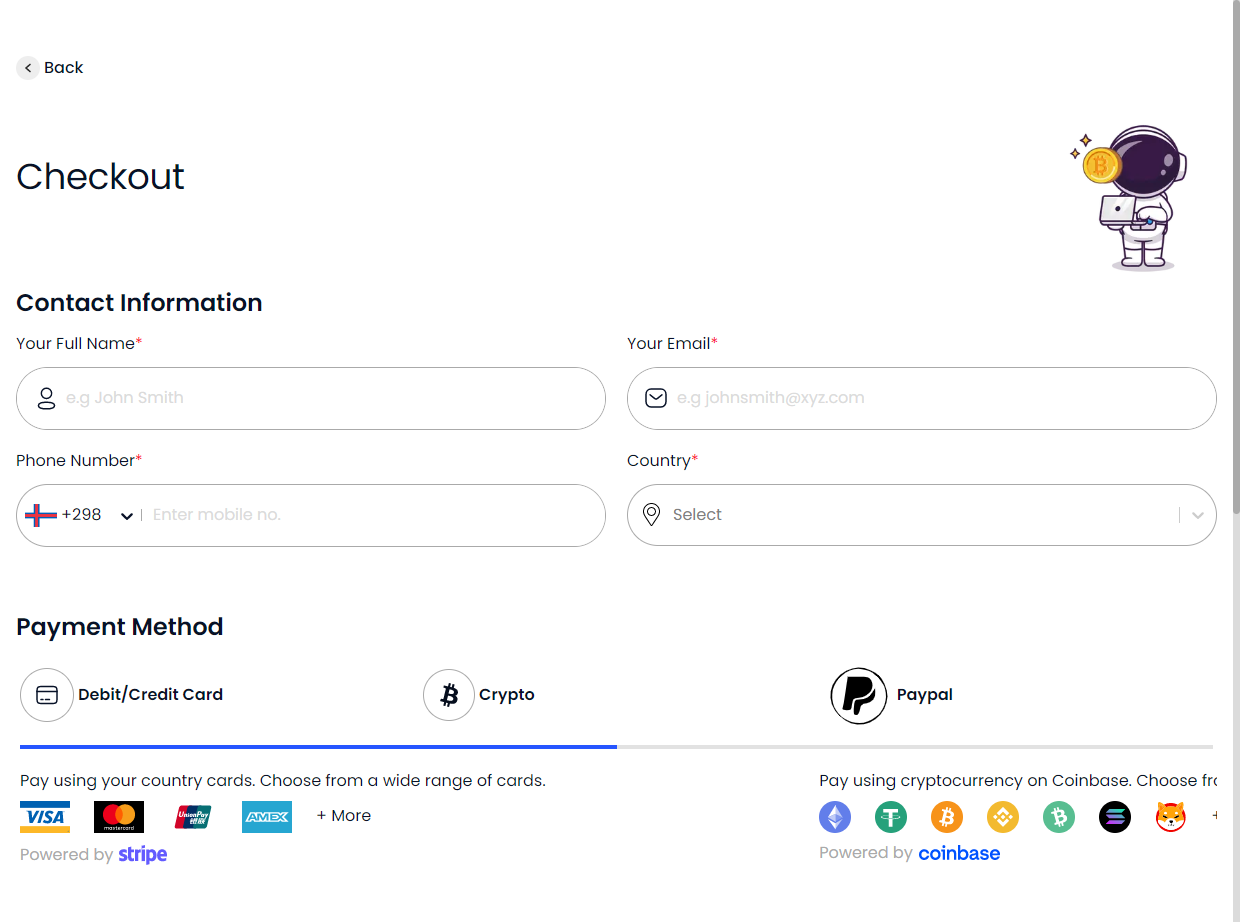 Back
Checkout
Contact Information
Your Full Name*
Your Email*
e.g John Smith
e.g johnsmith@xyz.com
Phone Number*
Country*
+298
Enter mobile no.
Select
Payment Method
Debit/Credit Card
Crypto
Paypal
Pay using your country cards. Choose from a wide range of cards.
Pay using cryptocurrency on Coinbase. Choose
VISA
mastercard
UnionPay
银联
AMEX
+ More
Powered by stripe
Powered by coinbase